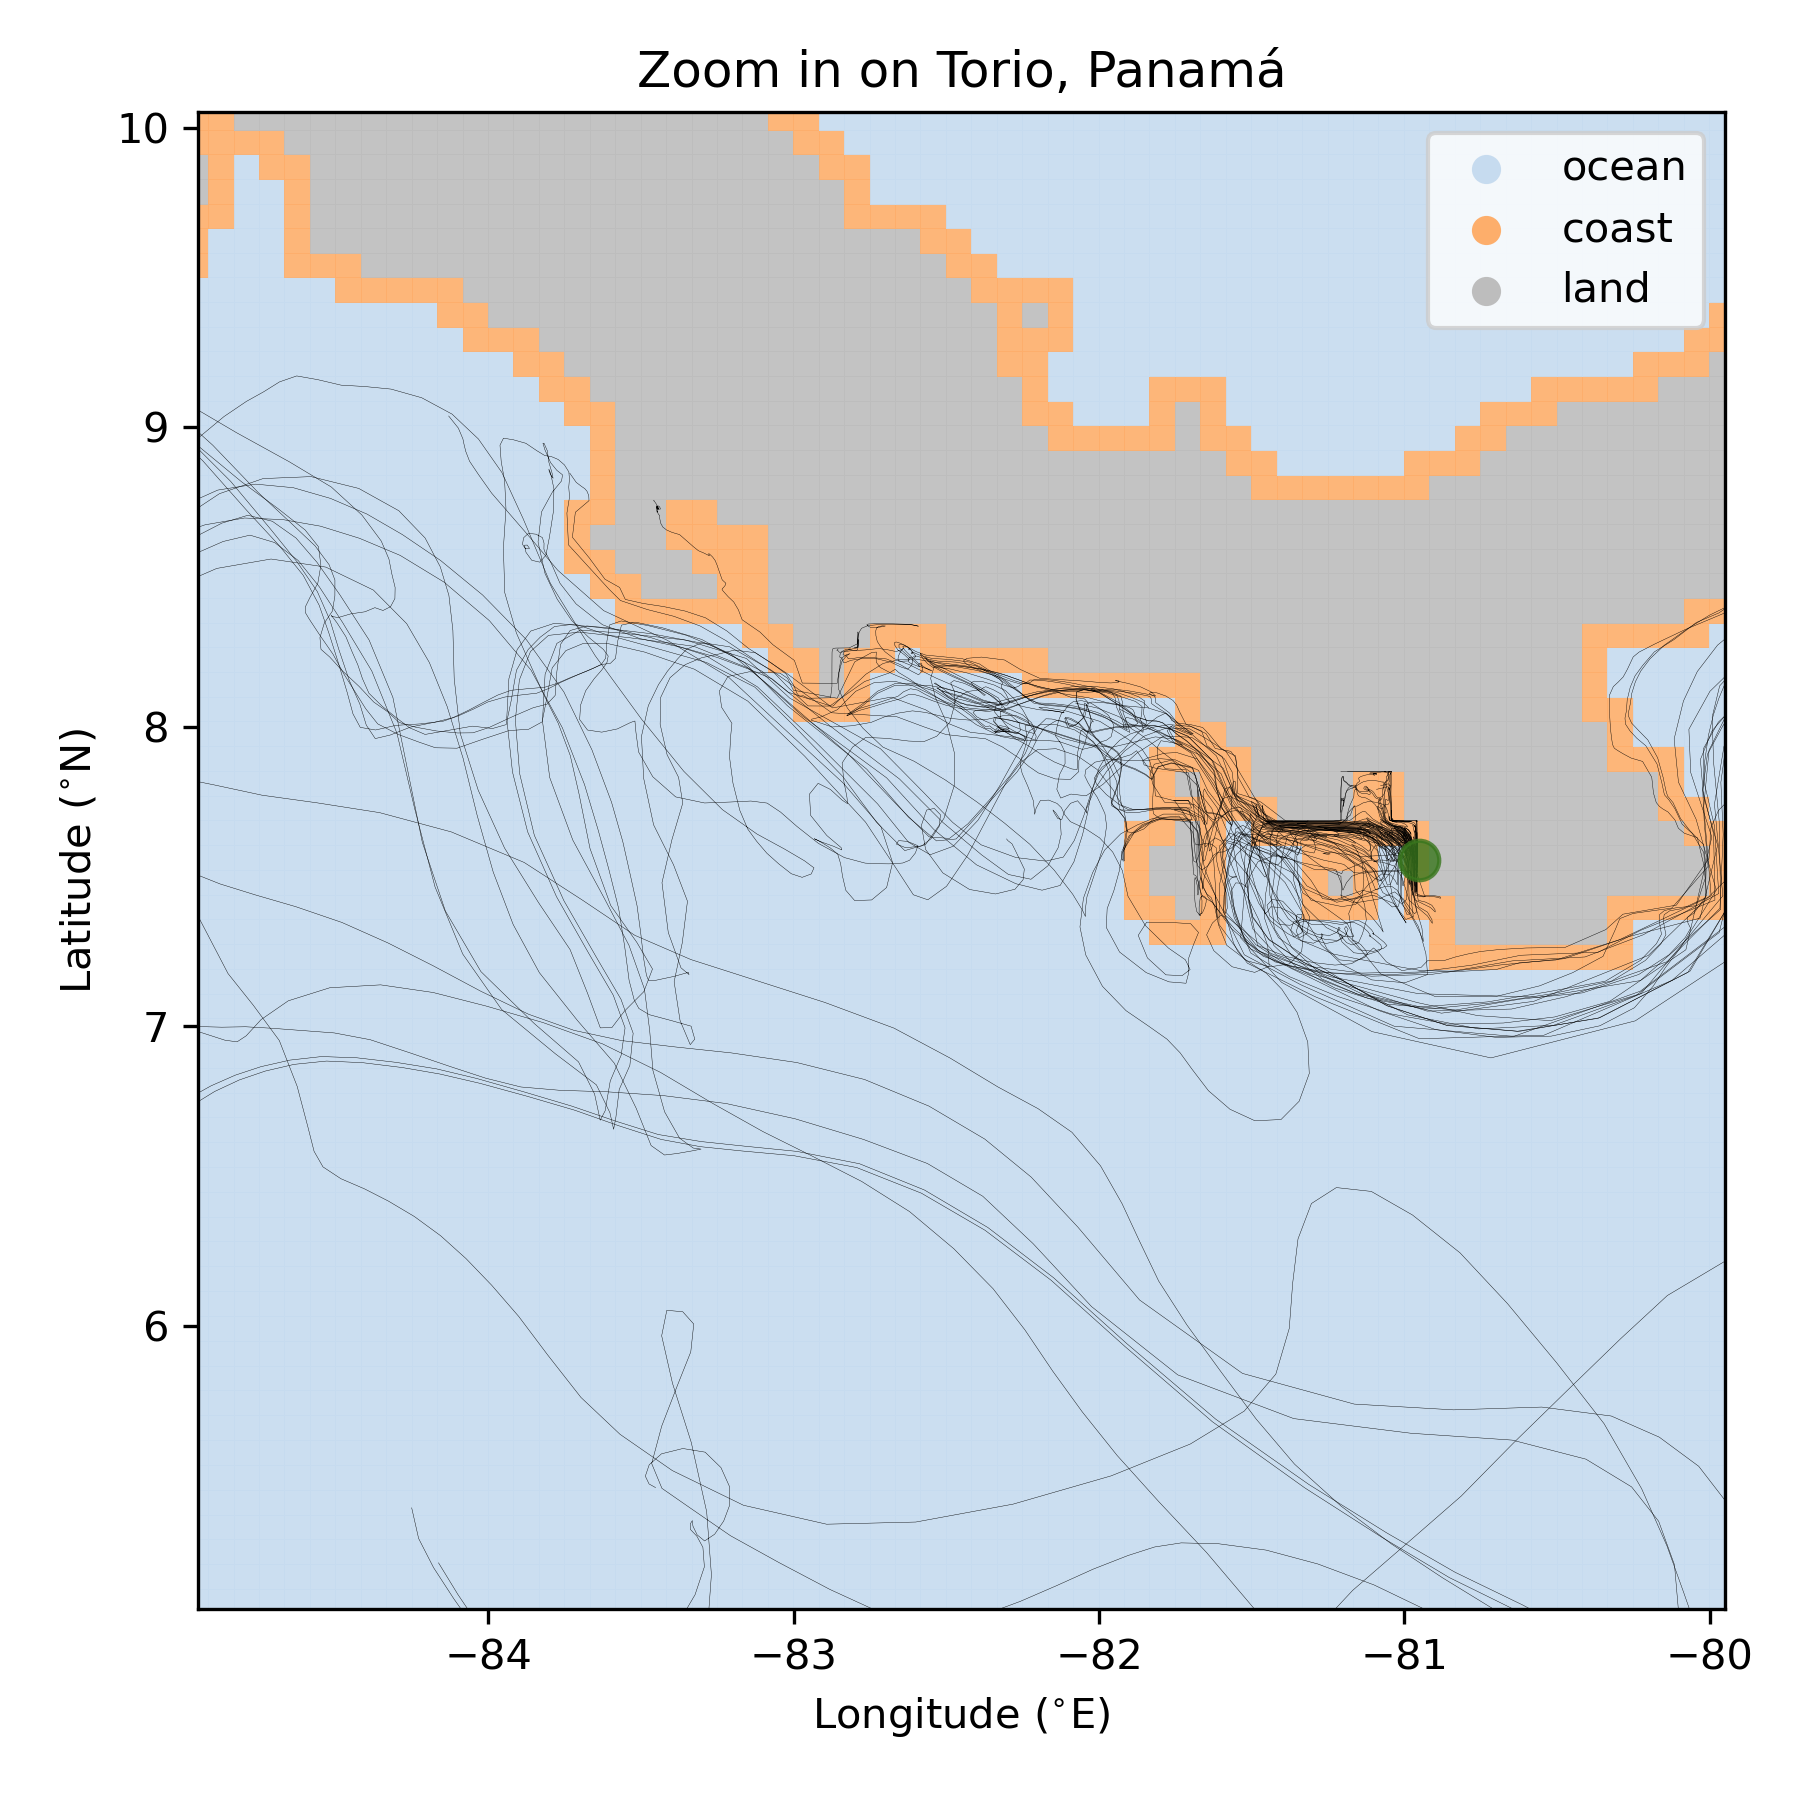 Zoom in on Torio, Panamá
ocean
coast
land
10
9
8
7
6
Latitude (°N)
−84
−83
−82
−81
−80
Longitude (°E)